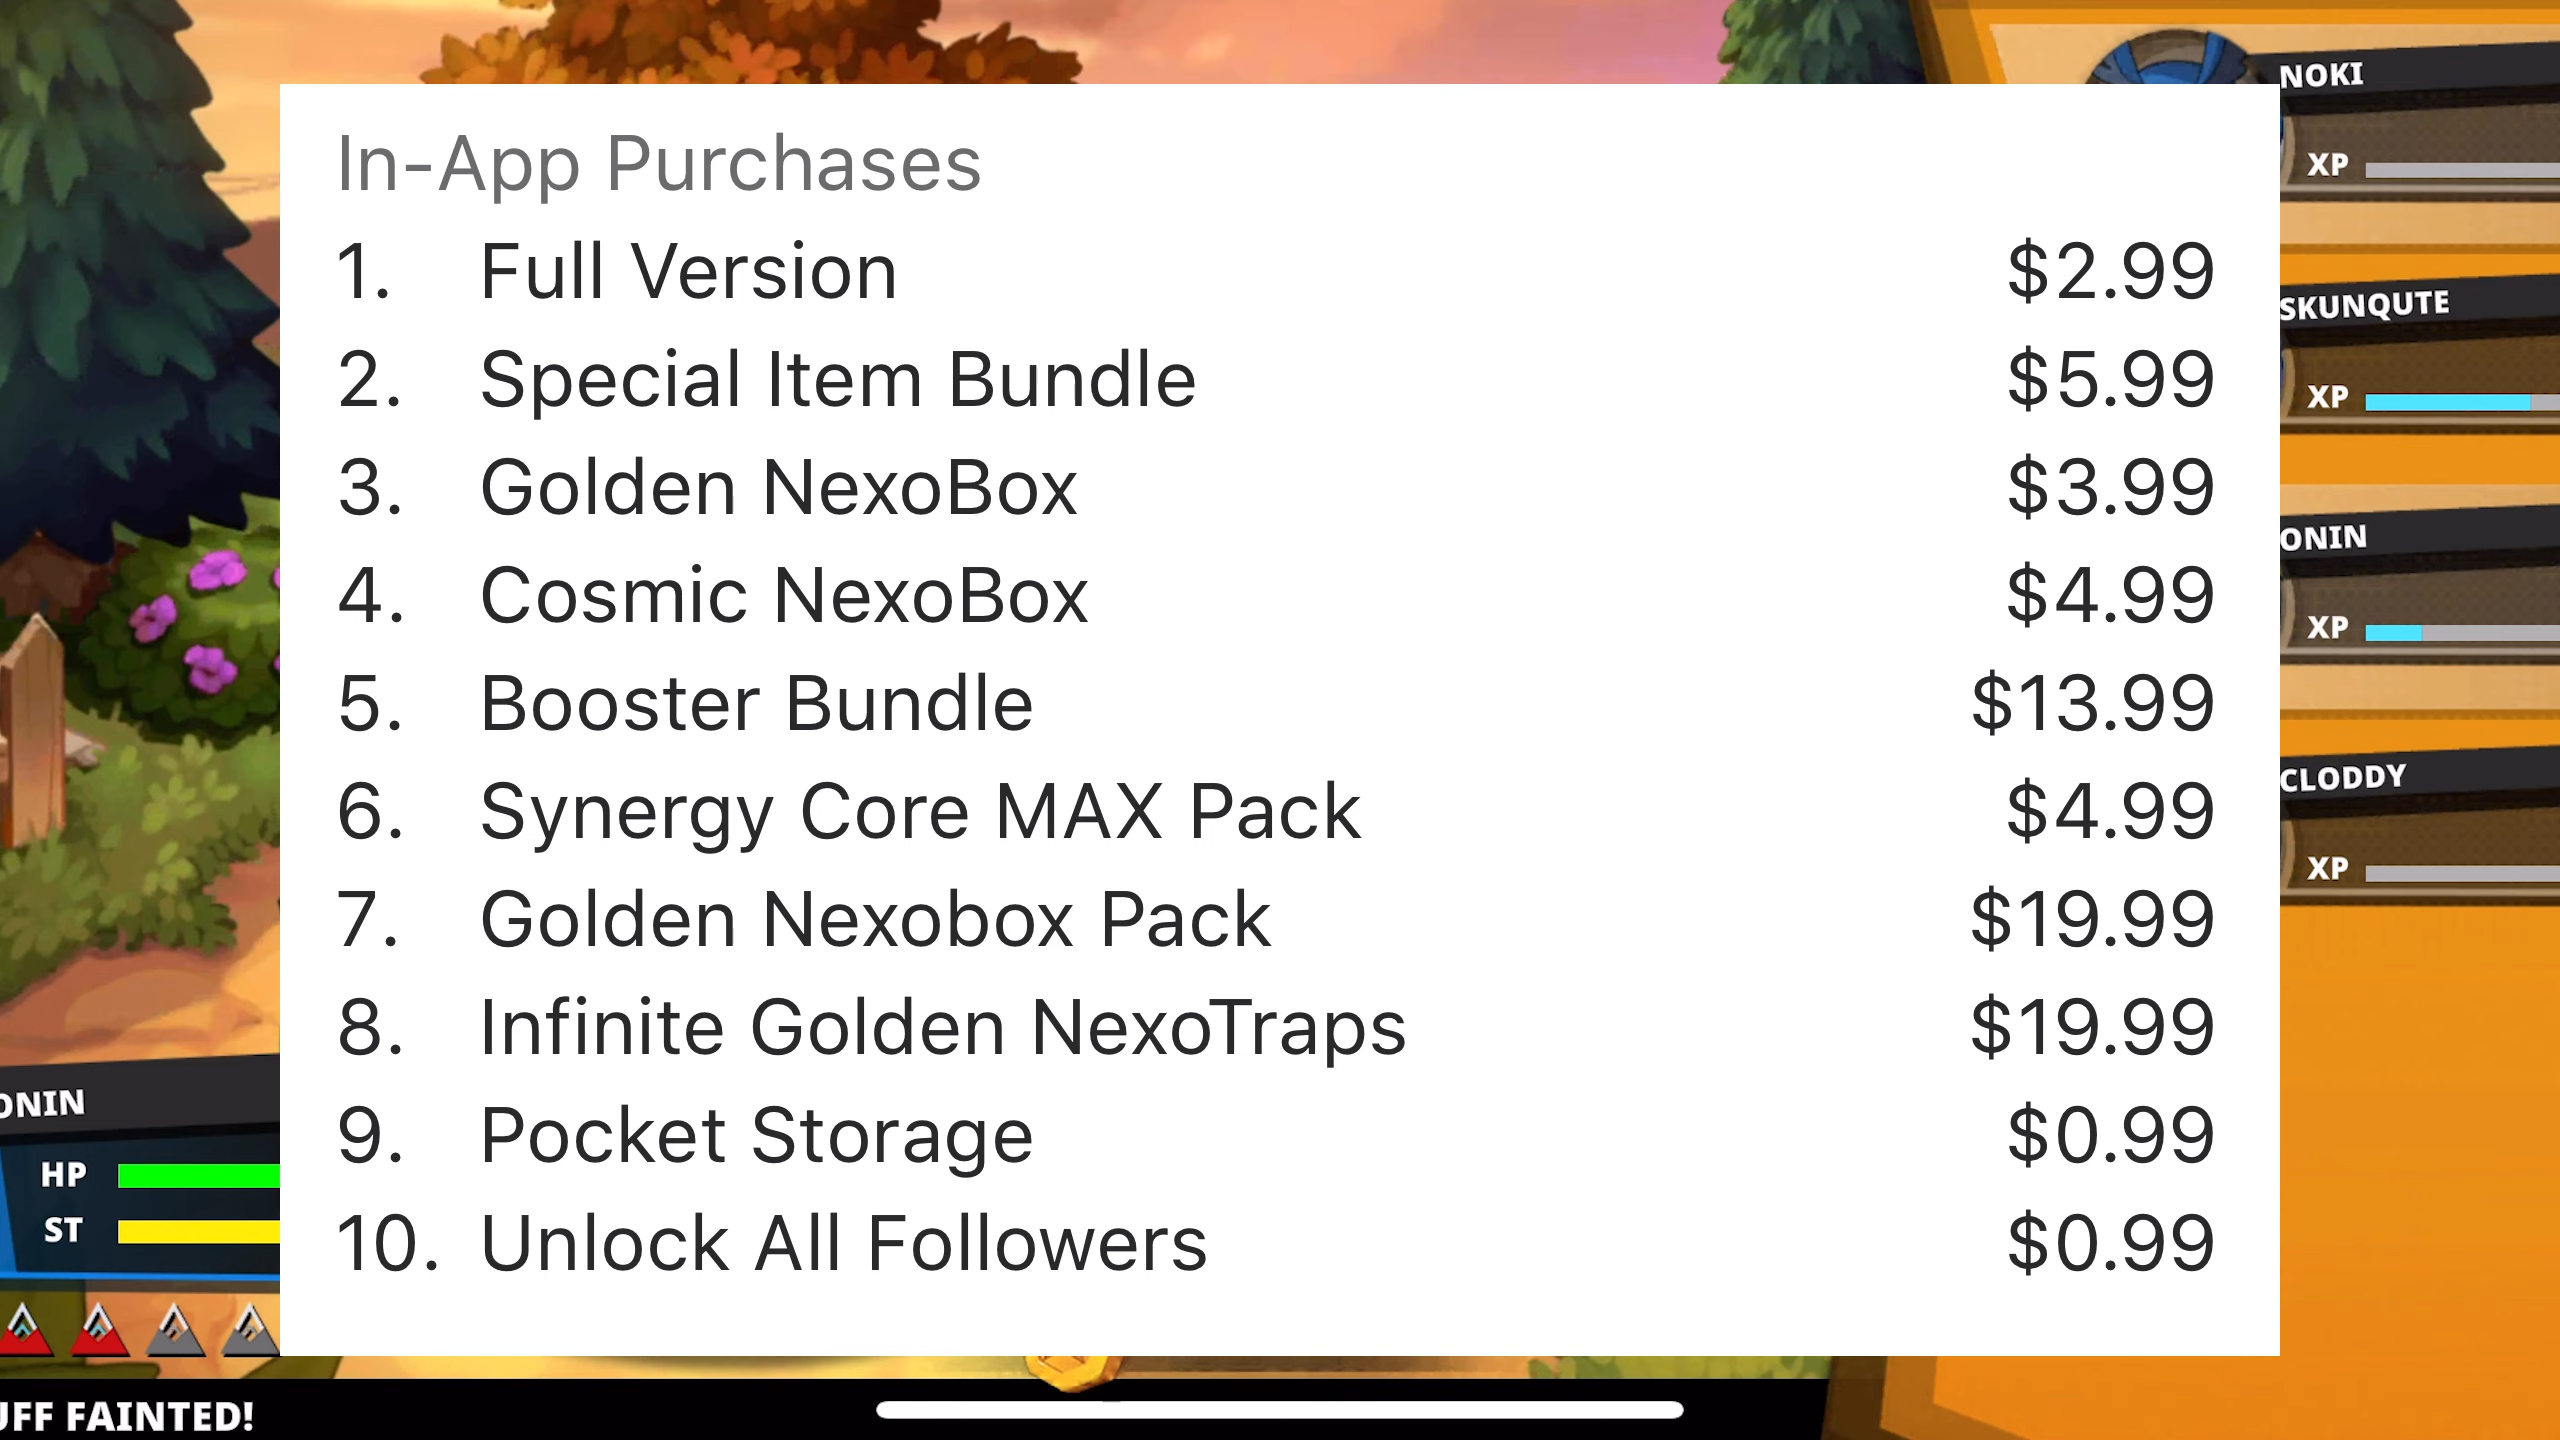 In-App Purchases
1. Full Version $2.99
2. Special Item Bundle $5.99
3. Golden NexoBox $3.99
4. Cosmic NexoBox $4.99
5. Booster Bundle $13.99
6. Synergy Core MAX Pack $4.99
7. Golden Nexobox Pack $19.99
8. Infinite Golden NexoTraps $19.99
9. Pocket Storage $0.99
10. Unlock All Followers $0.99
NOKI
XP
SKUNQUTE
XP
ONIN
XP
CLODDY
XP
ONIN
HP
ST
UFF FAINTED!